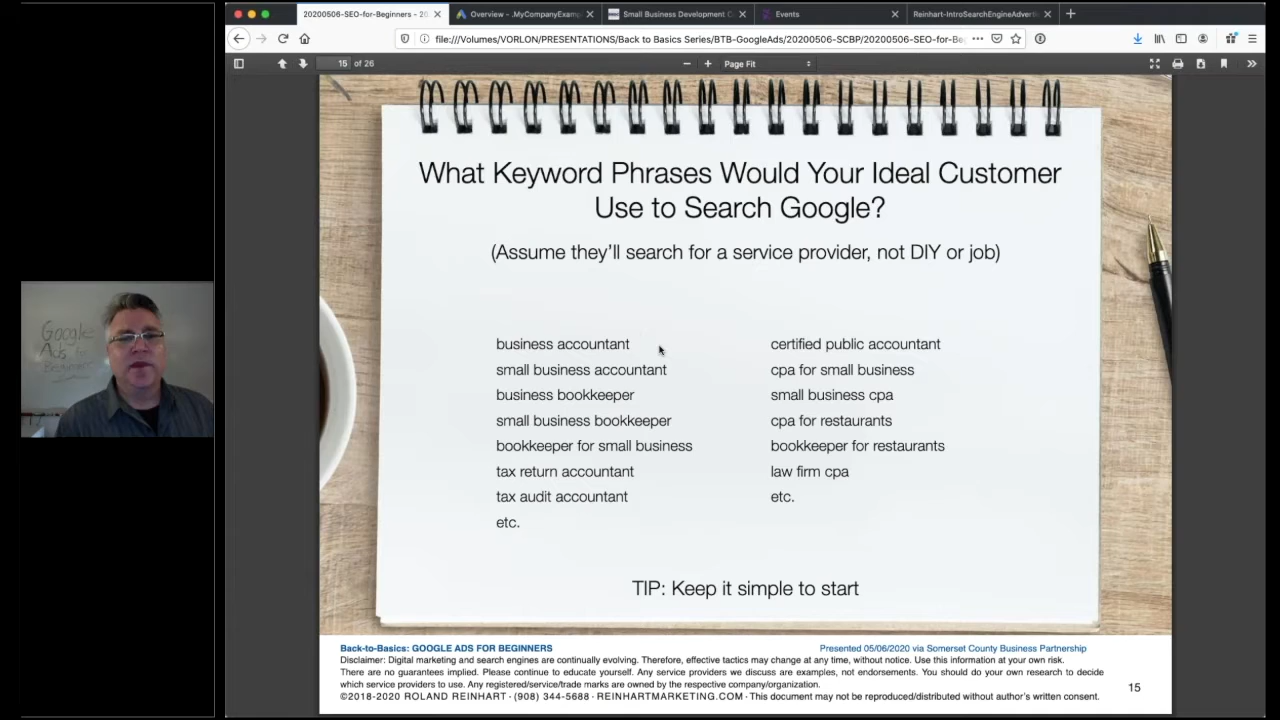 20200506-SEO-for-Beginners - 20
Overview - .MyCompanyExamp
Small Business Development C
Events
Reinhart-IntroSearchEngineAdverti
file:///Volumes/VORLON/PRESENTATIONS/Back to Basics Series/BTB-GoogleAds/20200506-SCBP/20200506-SEO-for-Be
15 of 26
Page Fit
What Keyword Phrases Would Your Ideal Customer
Use to Search Google?
(Assume they'll search for a service provider, not DIY or job)
business accountant
small business accountant
business bookkeeper
small business bookkeeper
bookkeeper for small business
tax return accountant
tax audit accountant
etc.
certified public accountant
cpa for small business
small business cpa
cpa for restaurants
bookkeeper for restaurants
law firm cpa
etc.
TIP: Keep it simple to start
Google
Ads for
Beginners
Back-to-Basics: GOOGLE ADS FOR BEGINNERS
Presented 05/06/2020 via Somerset County Business Partnership
Disclaimer: Digital marketing and search engines are continually evolving. Therefore, effective tactics may change at any time, without notice. Use this information at your own risk.
There are no guarantees implied. Please continue to educate yourself. Any service providers we discuss are examples, not endorsements. You should do your own research to decide
which service providers to use. Any registered/service/trade marks are owned by the respective company/organization.
©2018-2020 ROLAND REINHART · (908) 344-5688 · REINHARTMARKETING.COM · This document may not be reproduced/distributed without author's written consent.
15